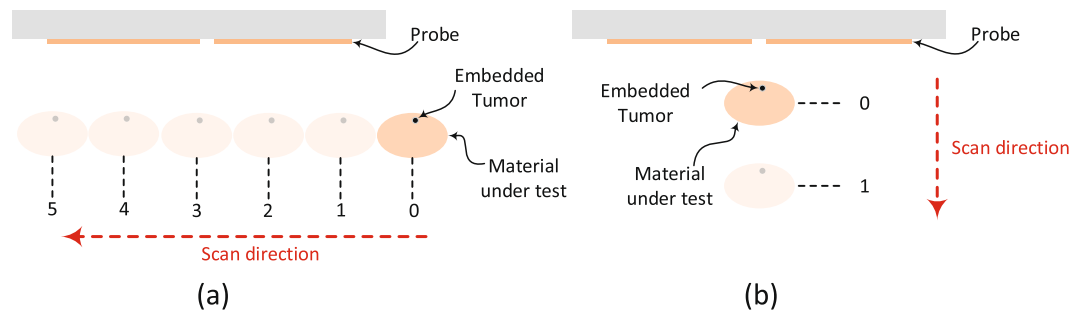 Probe
Embedded
Tumor
Material
under test
5 4 3 2 1 0
Scan direction
(a)
Probe
Embedded
Tumor
0
Scan direction
Material
under test
1
(b)